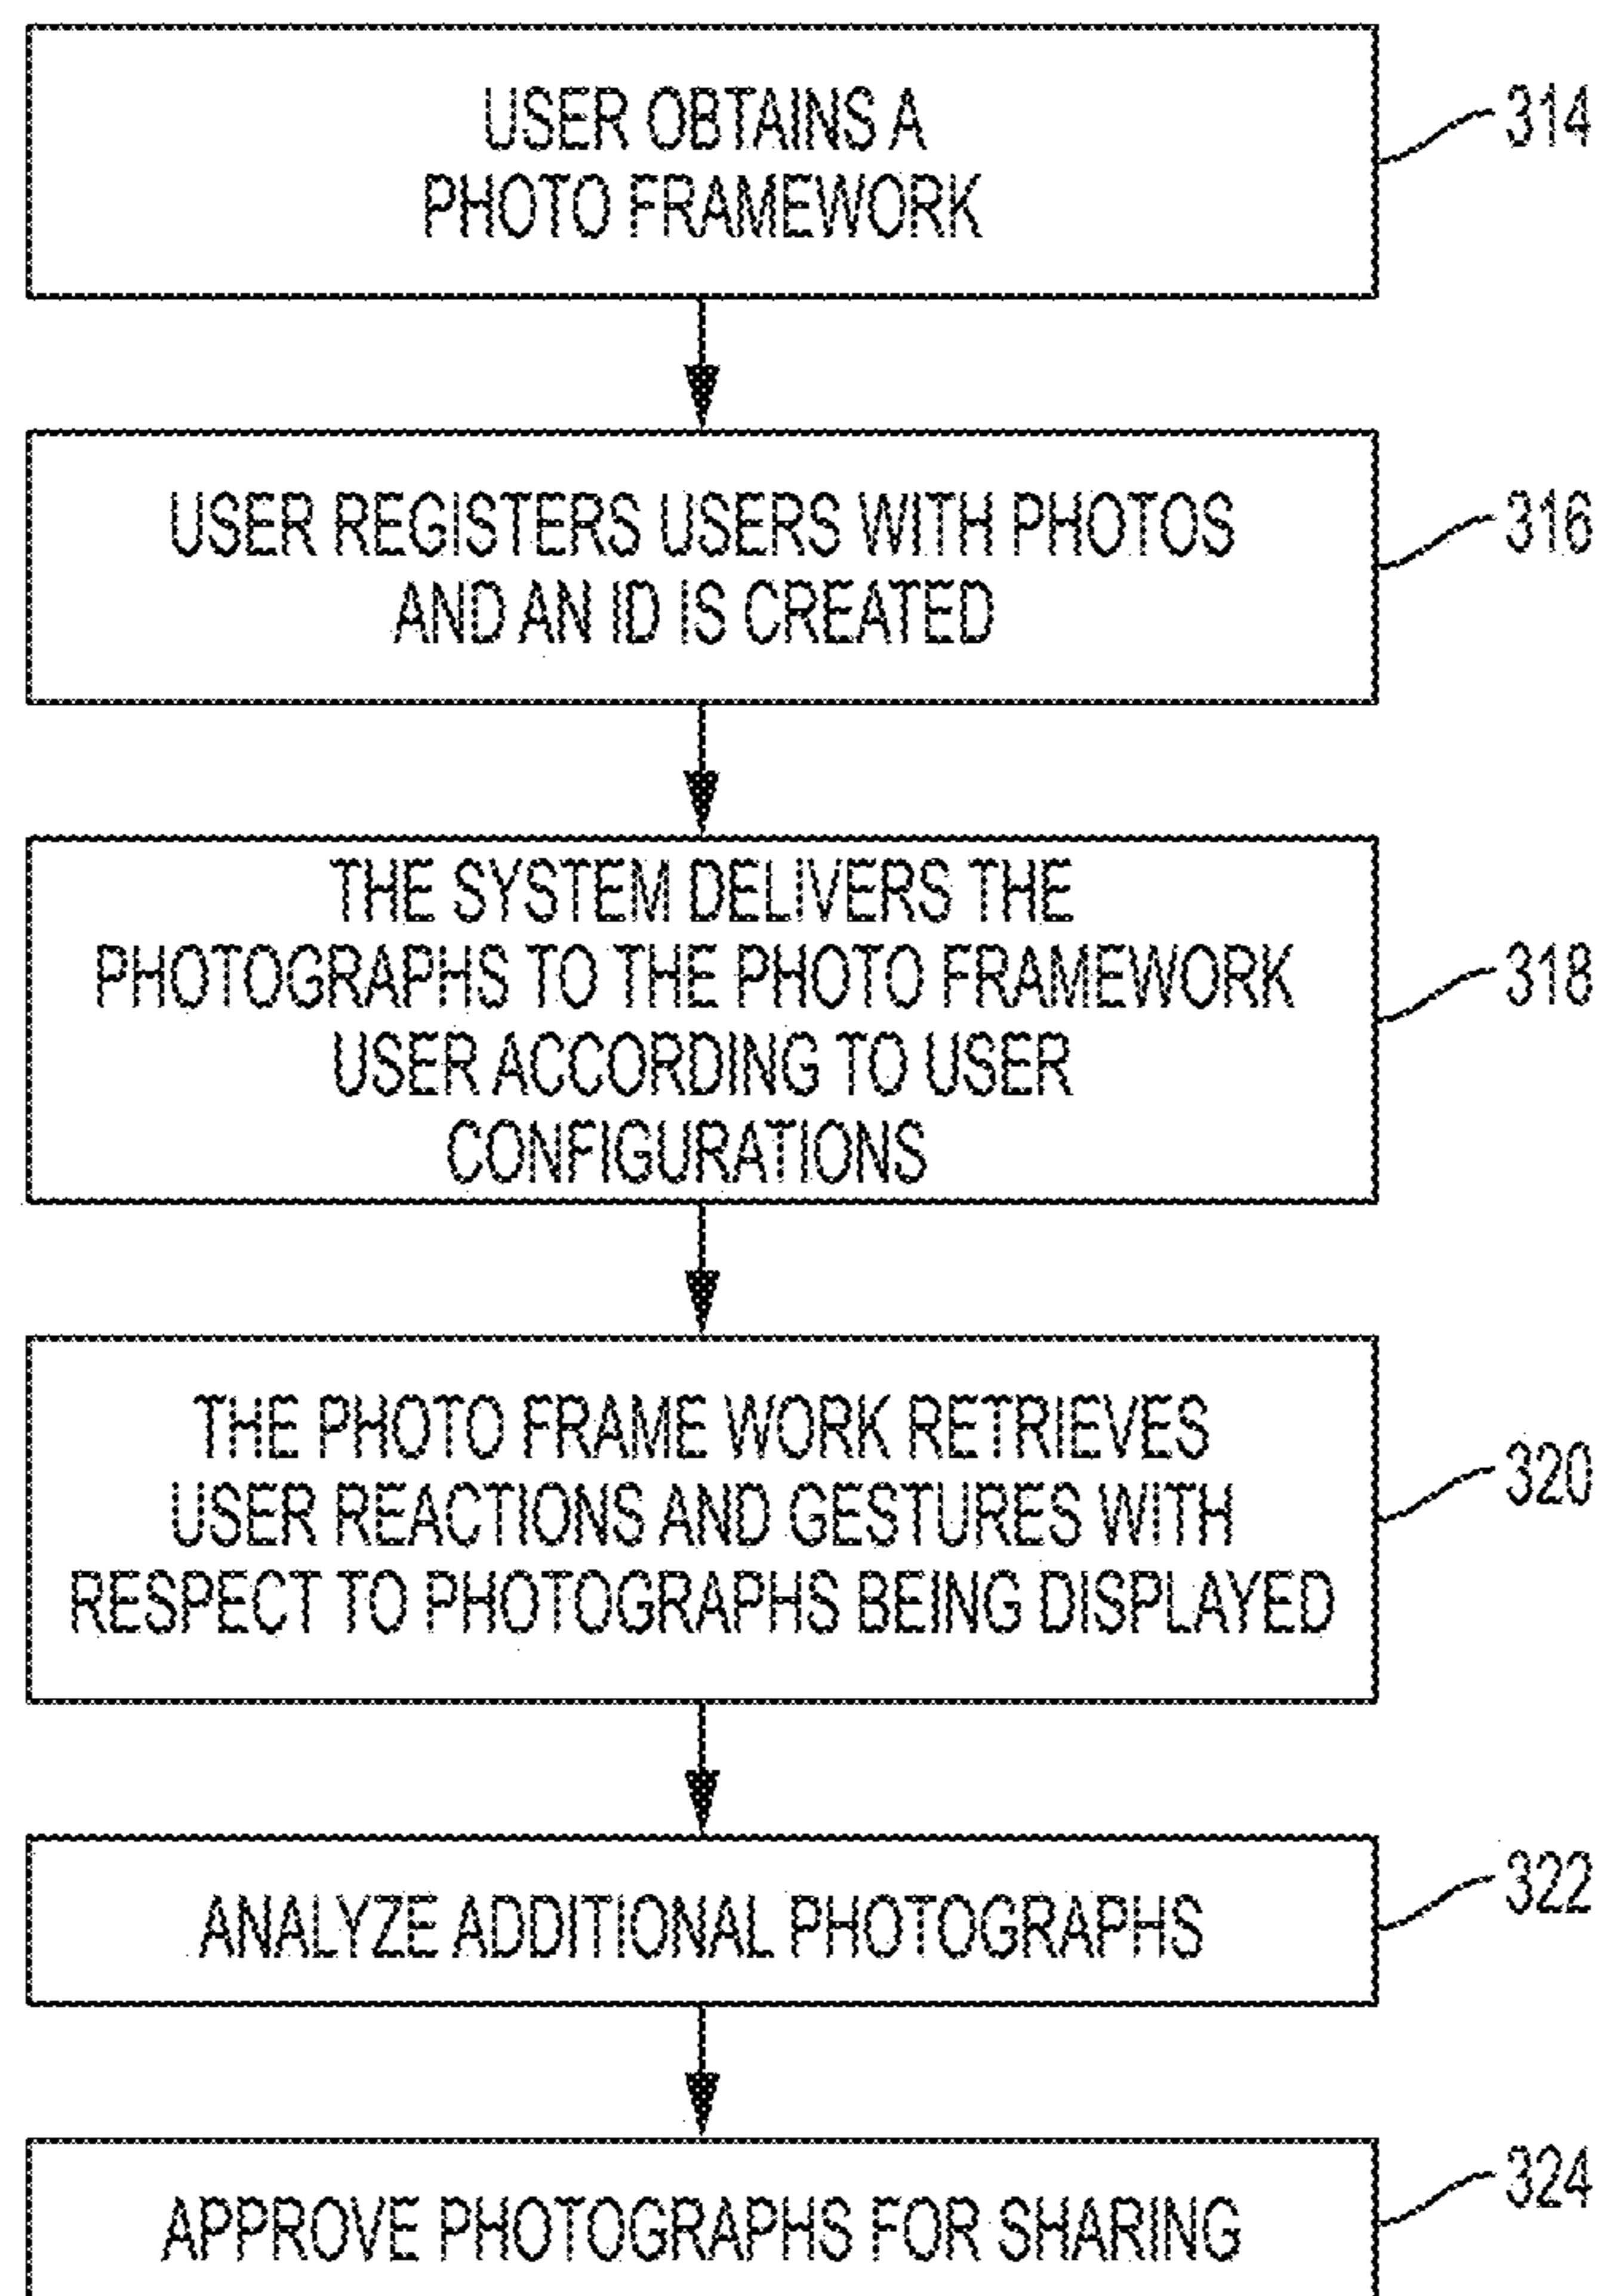 USER OBTAINS A
PHOTO FRAMEWORK
314
USER REGISTERS USERS WITH PHOTOS
AND AN ID IS CREATED
316
THE SYSTEM DELIVERS THE
PHOTOGRAPHS TO THE PHOTO FRAMEWORK
USER ACCORDING TO USER
CONFIGURATIONS
318
THE PHOTO FRAME WORK RETRIEVES
USER REACTIONS AND GESTURES WITH
RESPECT TO PHOTOGRAPHS BEING DISPLAYED
320
ANALYZE ADDITIONAL PHOTOGRAPHS
322
APPROVE PHOTOGRAPHS FOR SHARING
324